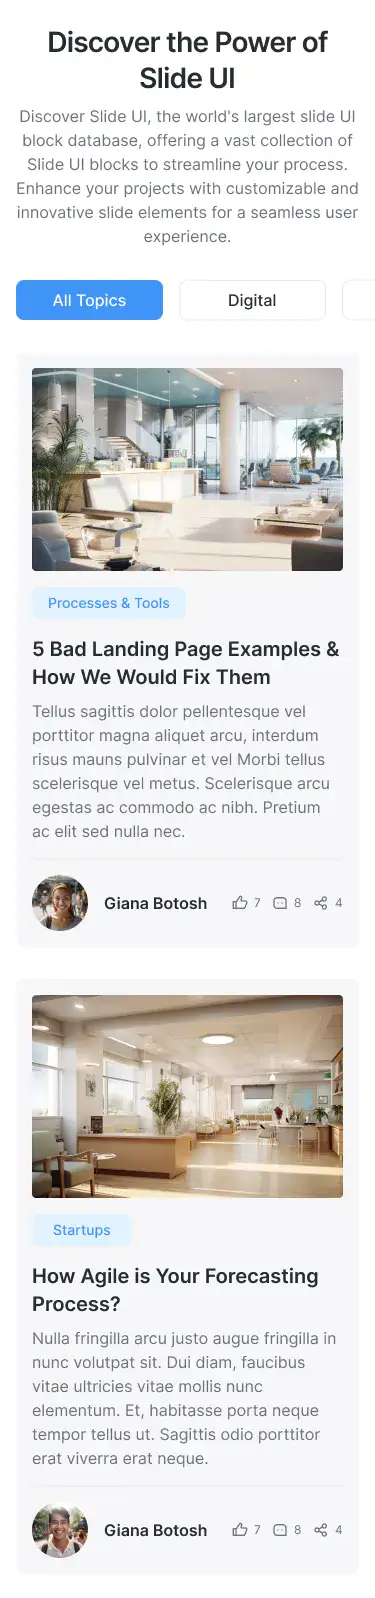 Discover the Power of
Slide UI
Discover Slide UI, the world's largest slide UI
block database, offering a vast collection of
Slide UI blocks to streamline your process.
Enhance your projects with customizable and
innovative slide elements for a seamless user
experience.
All Topics
Digital
Processes & Tools
5 Bad Landing Page Examples &
How We Would Fix Them
Tellus sagittis dolor pellentesque vel
porttitor magna aliquet arcu, interdum
risus mauns pulvinar et vel Morbi tellus
scelerisque vel metus. Scelerisque arcu
egestas ac commodo ac nibh. Pretium
ac elit sed nulla nec.
Giana Botosh 7 8 4
Startups
How Agile is Your Forecasting
Process?
Nulla fringilla arcu justo augue fringilla in
nunc volutpat sit. Dui diam, faucibus
vitae ultricies vitae mollis nunc
elementum. Et, habitasse porta neque
tempor tellus ut. Sagittis odio porttitor
erat viverra erat neque.
Giana Botosh 7 8 4